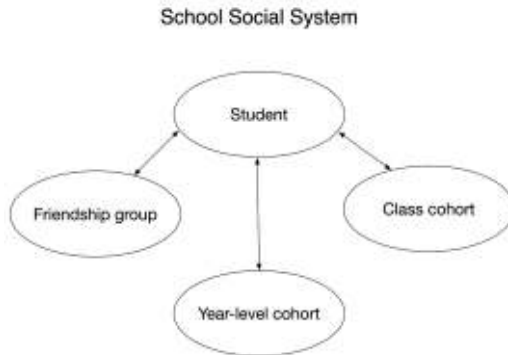 School Social System
Student
Friendship group
Class cohort
Year-level cohort